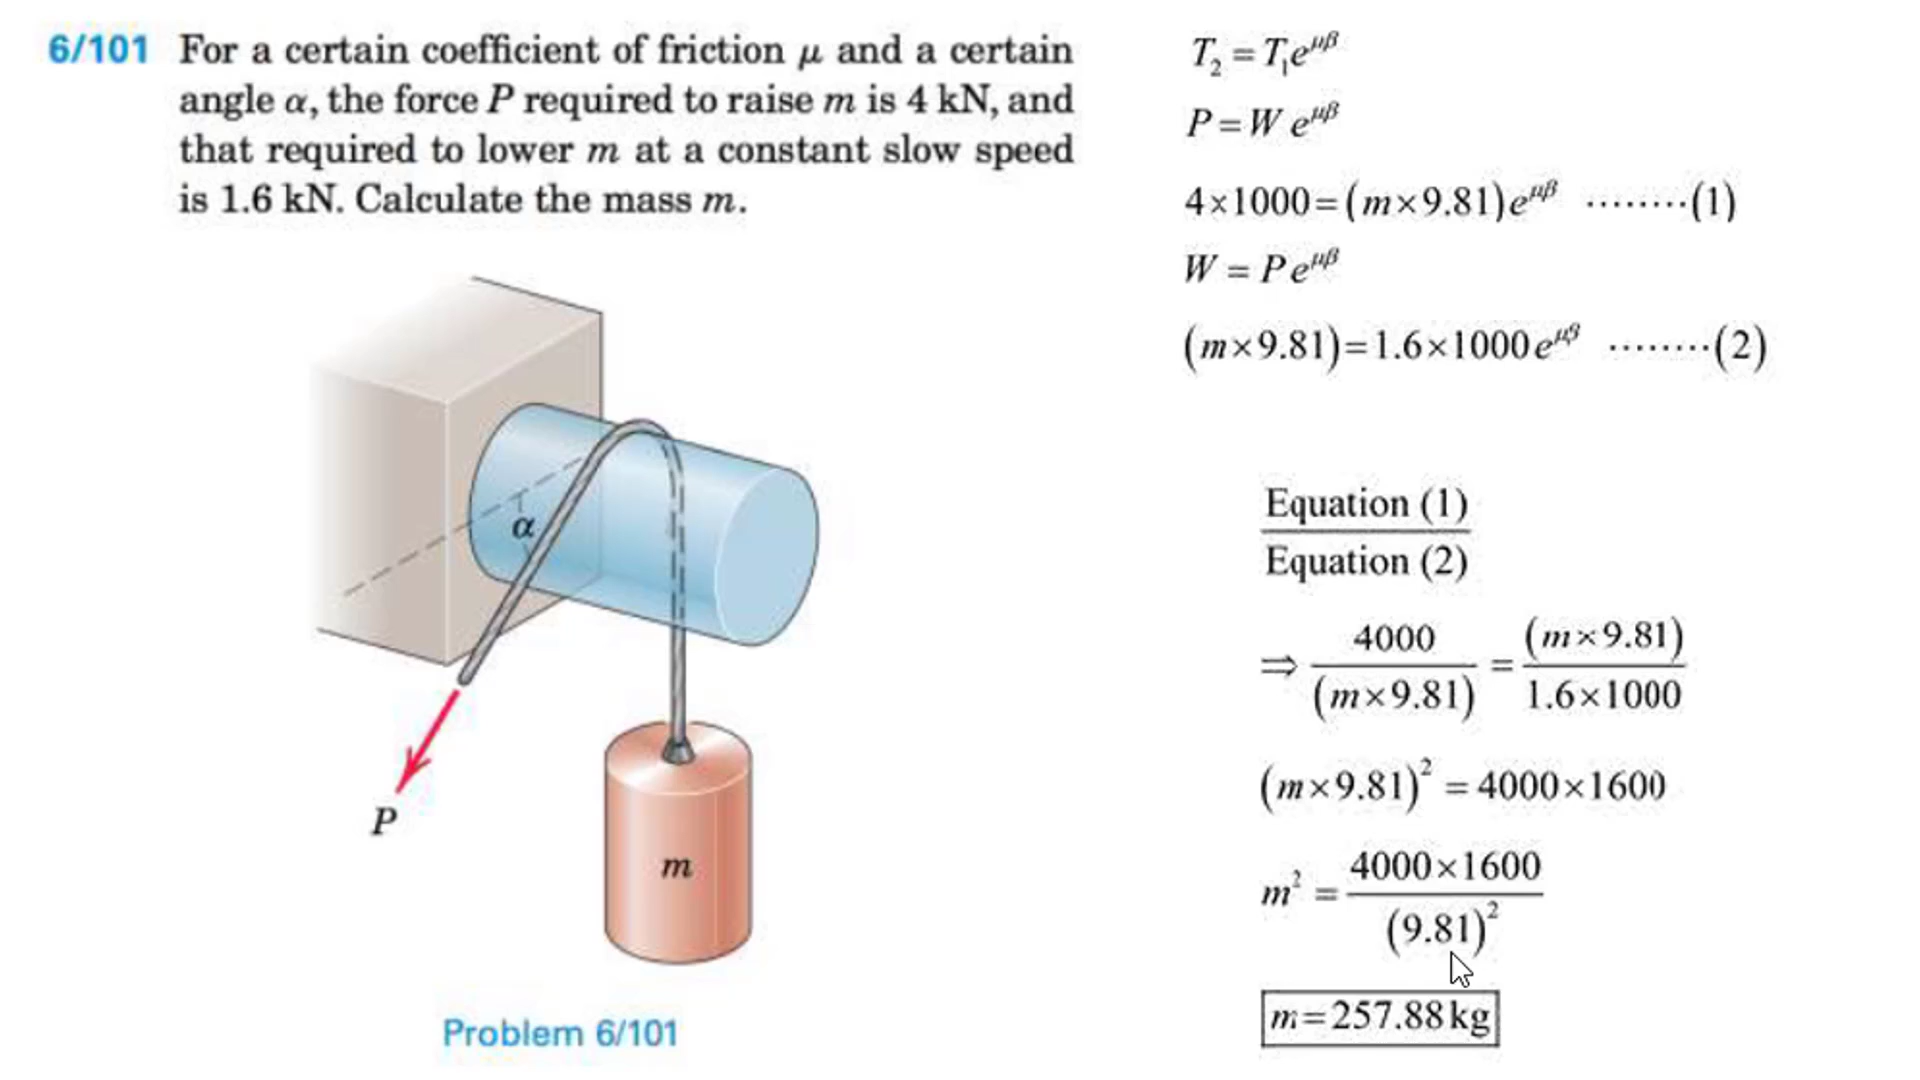 6/101 For a certain coefficient of friction μ and a certain
angle α, the force P required to raise m is 4 kN, and
that required to lower m at a constant slow speed
is 1.6 kN. Calculate the mass m.
α
P
m
Problem 6/101
T₂ = T₁e^{μβ}
P = W e^{μβ}
4×1000=(m×9.81)e^{μβ} ········(1)
W = P e^{μβ}
(m×9.81)=1.6×1000e^{μβ} ········(2)
Equation (1)
Equation (2)
⇒ 4000/(m×9.81) = (m×9.81)/(1.6×1000)
(m×9.81)² = 4000×1600
m² = 4000×1600/(9.81)²
m=257.88kg